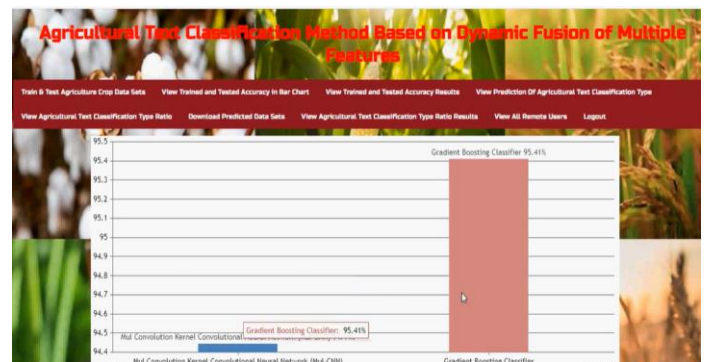 Agricultural Text Classification Method Based on Dynamic Fusion of Multiple
Features
Train & Test Agriculture Crop Data Sets View Trained and Tested Accuracy in Bar Chart View Trained and Tested Accuracy Results View Prediction Of Agricultural Text Classification Type
View Agricultural Text Classification Type Ratio Download Predicted Data Sets View Agricultural Text Classification Type Ratio Results View All Remote Users Logout
95.5
Gradient Boosting Classifier 95.41%
95.4
95.3
95.2
95.1
95
94.9
94.8
94.7
94.6
94.5
Gradient Boosting Classifier: 95.41%
Mul Convolution Kernel Convolutional
94.4
Mul Convolution Kernel Convolutional Neural Network (Mul-CNN) Gradient Boosting Classifier